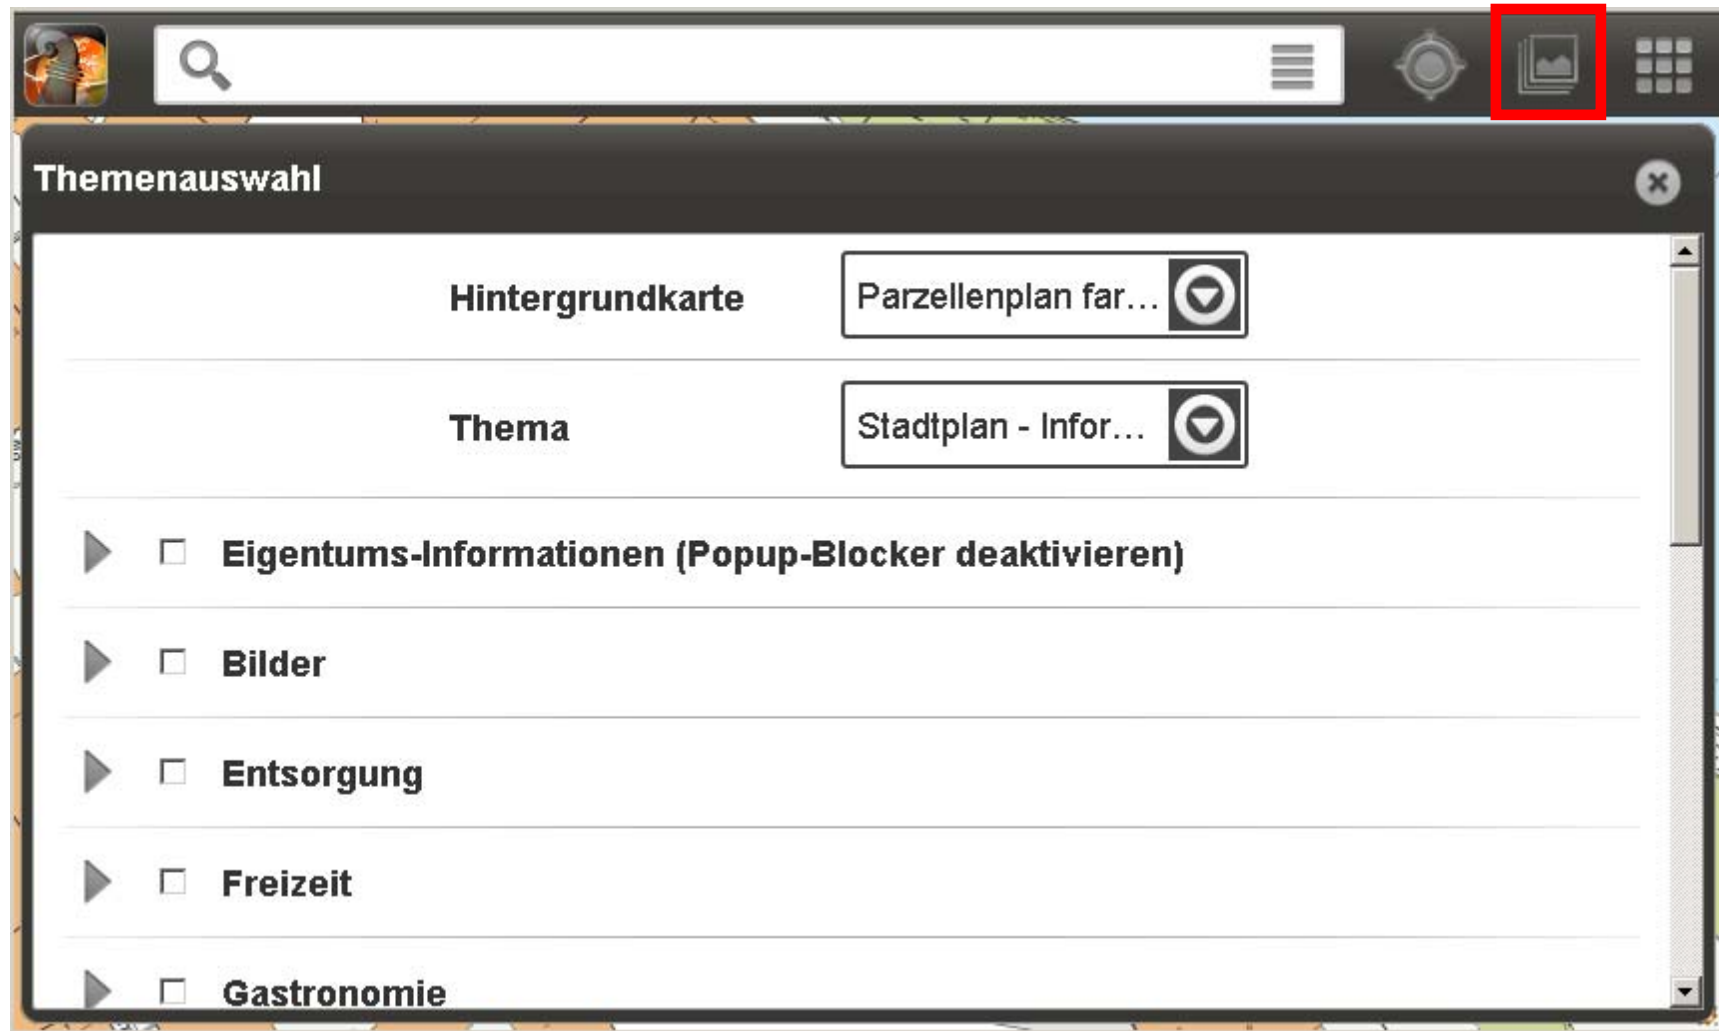 Themenauswahl
Hintergrundkarte Parzellenplan far...
Thema Stadtplan - Infor...
Eigentums-Informationen (Popup-Blocker deaktivieren)
Bilder
Entsorgung
Freizeit
Gastronomie